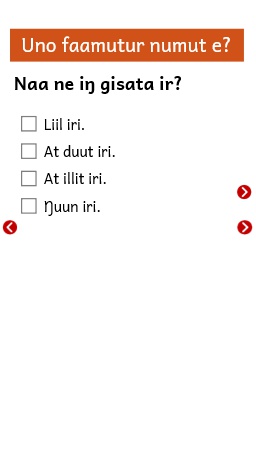 Uno faamutur numut e?
Naa ne iŋ gisata ir?
Liil iri.
At duut iri.
At illit iri.
Ŋuun iri.